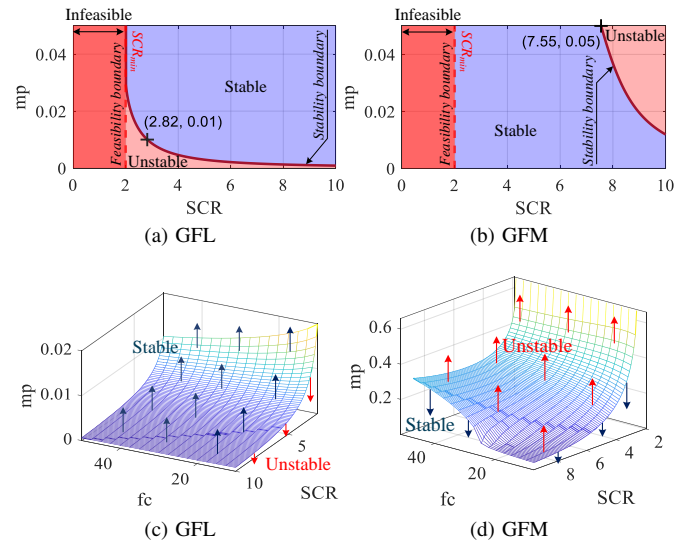 Infeasible
0.04
0.02
0
mp
Feasibility boundary
SCRmin
Stable
(2.82, 0.01)
Unstable
Stability boundary
0 2 4 6 8 10
SCR
(a) GFL
Infeasible
0.04
0.02
0
mp
Feasibility boundary
SCRmin
(7.55, 0.05)
Unstable
Stable
Stability boundary
0 2 4 6 8 10
SCR
(b) GFM
0.02
0.01
0
mp
Stable
Unstable
40 20
fc
10 5
SCR
(c) GFL
0.6
0.4
0.2
mp
Unstable
Stable
40 20
fc
8 6 4 2
SCR
(d) GFM